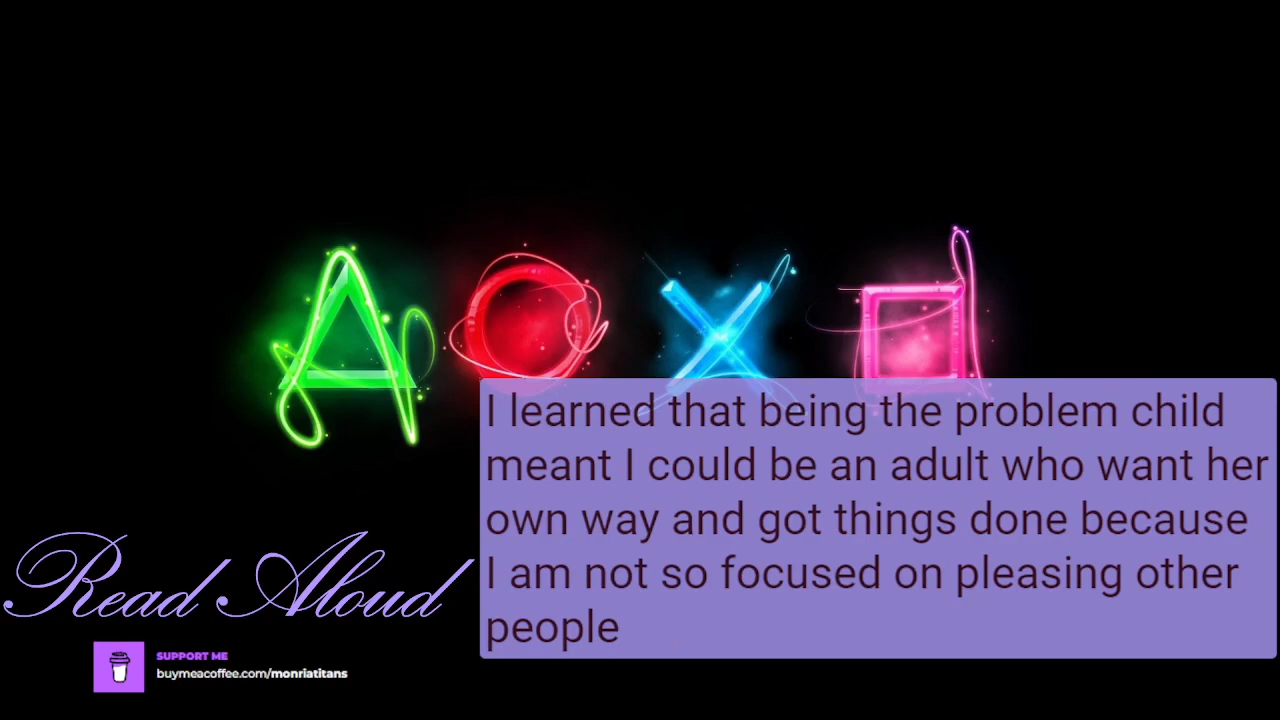 I learned that being the problem child
meant I could be an adult who want her
own way and got things done because
I am not so focused on pleasing other
people
Read Aloud
SUPPORT ME
buymeacoffee.com/monriatitans